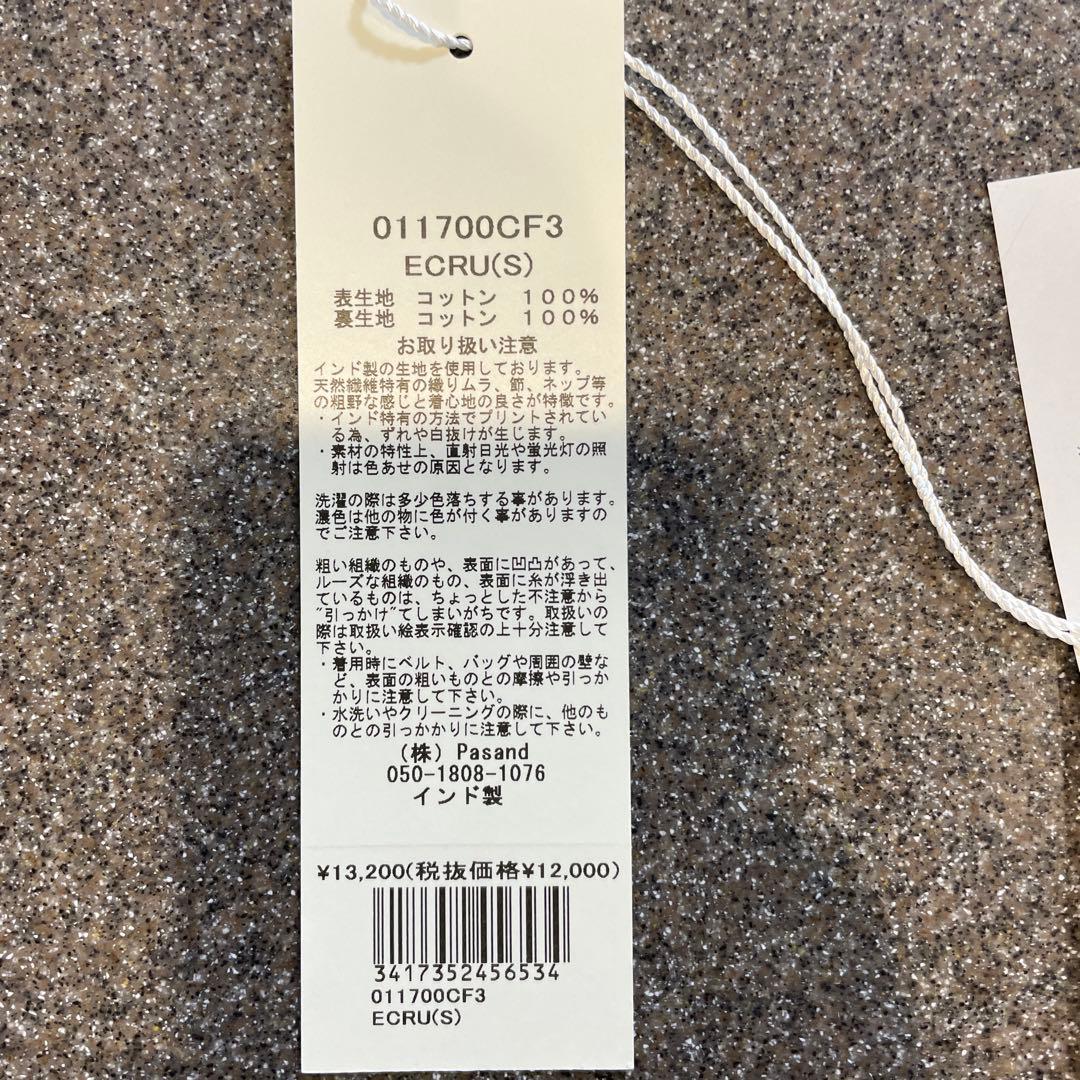 011700CF3
ECRU(S)
表生地 コットン 100%
裏生地 コットン 100%
お取り扱い注意
インド製の生地を使用しております。
天然繊維特有の織りムラ、節、ネップ等
の粗野な感じと着心地の良さが特徴です。
・インド特有の方法でプリントされてい
る為、ずれや白抜けが生じます。
・素材の特性上、直射日光や蛍光灯の照
射は色あせの原因となります。
洗濯の際は多少色落ちする事があります。
濃色は他の物に色が付く事がありますの
でご注意下さい。
粗い組織のものや、表面に凹凸があって、
ルーズな組織のもの、表面に糸が浮き出
ているものは、ちょっとした不注意から
"引っかけ"てしまいがちです。取扱いの
際は取扱い絵表示確認の上十分注意して
下さい。
・着用時にベルト、バッグや周囲の壁な
ど、表面の粗いものとの摩擦や引っか
かりに注意して下さい。
・水洗いやクリーニングの際に、他のも
のとの引っかかりに注意して下さい。
(株) Pasand
050-1808-1076
インド製
¥13,200(税抜価格¥12,000)
3417352456534
011700CF3
ECRU(S)